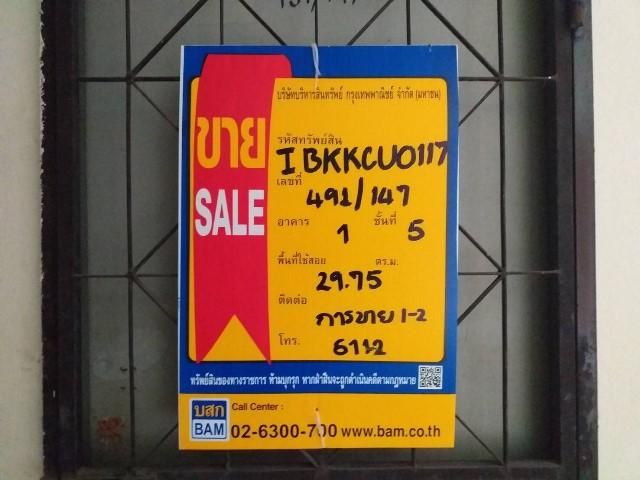 บริษัทบริหารสินทรัพย์ กรุงเทพพาณิชย์ จำกัด (มหาชน)
ขาย
SALE
รหัสทรัพย์สิน
IBKKCU0117
เลขที่
491/147
อาคาร 1 ชั้นที่ 5
พื้นที่ใช้สอย 29.75 ตร.ม.
ติดต่อ การขาย 1-2
โทร. 6112
ทรัพย์สินของทางราชการ ห้ามบุกรุก หากฝ่าฝืนจะถูกดำเนินคดีตามกฎหมาย
บสก
BAM
Call Center :
02-6300-700 www.bam.co.th